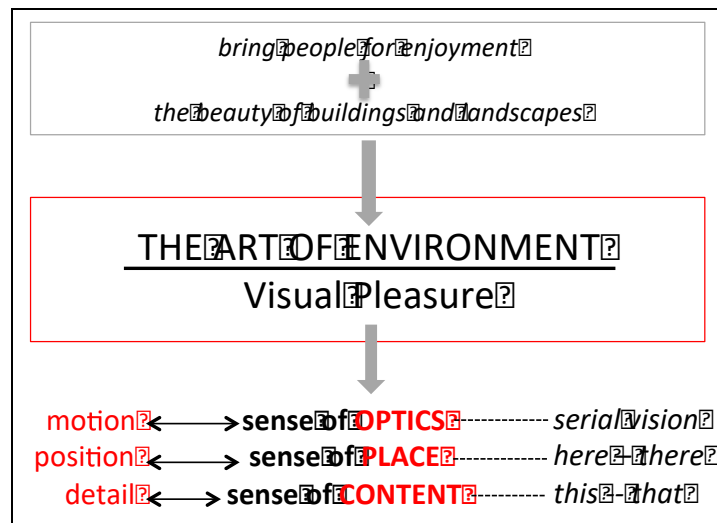 bring people for enjoyment
+
the beauty of buildings and landscapes
THE ART OF ENVIRONMENT
Visual Pleasure
motion sense of OPTICS serial vision
position sense of PLACE here - there
detail sense of CONTENT this - that